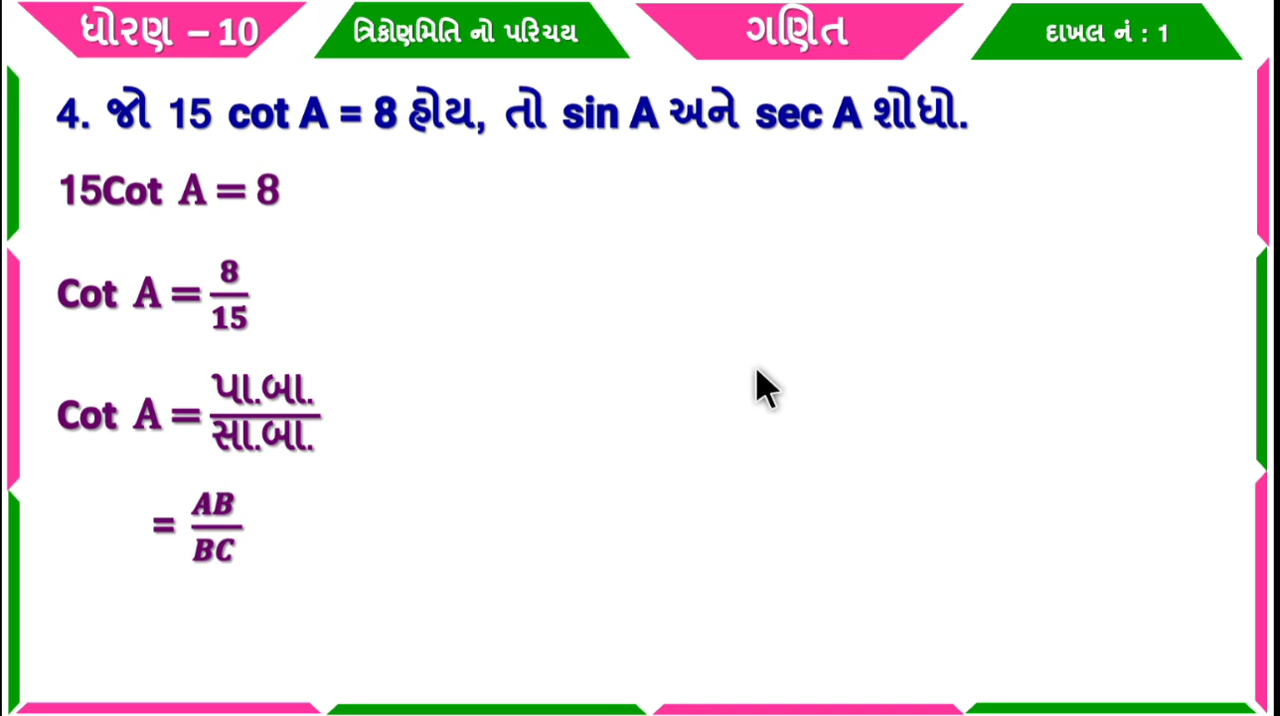 ધોરણ – 10
ત્રિકોણમિતિ નો પરિચય
ગણિત
દાખલ નં : 1
4. જો 15 cot A = 8 હોય, તો sin A અને sec A શોધો.
15Cot A = 8
Cot A = 8/15
Cot A = પા.બા./સા.બા.
= AB/BC